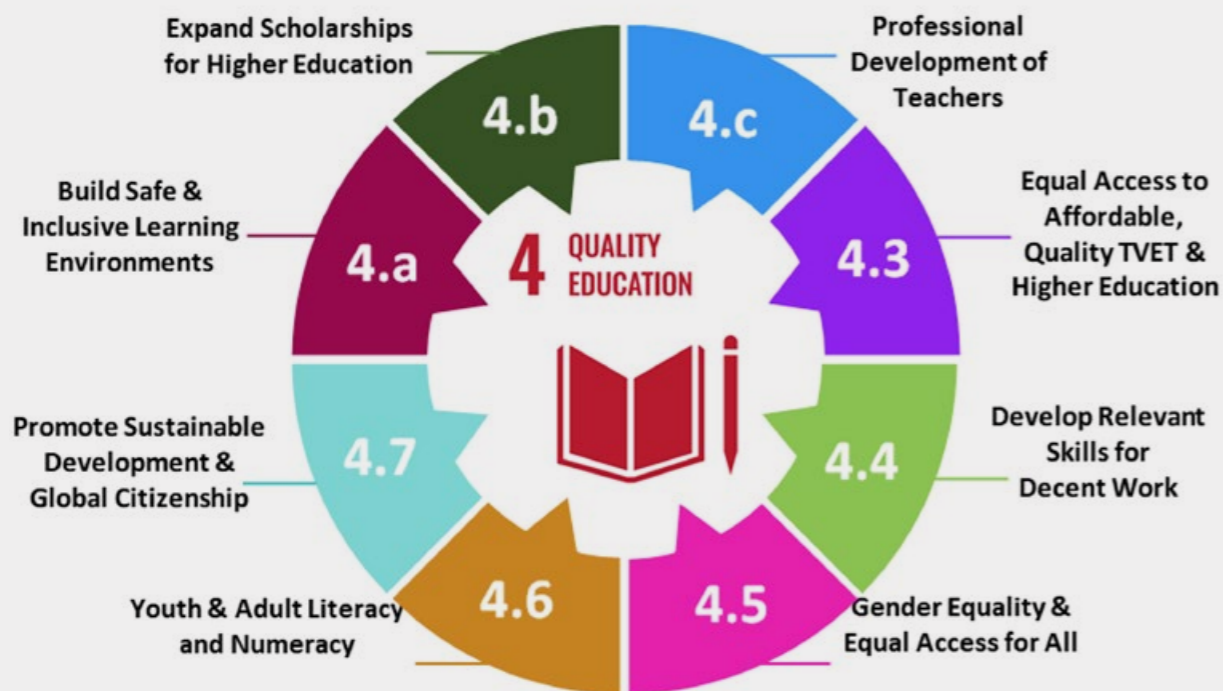 Expand Scholarships
for Higher Education
4.b
Professional
Development of
Teachers
4.c
Build Safe &
Inclusive Learning
Environments
4.a
Equal Access to
Affordable,
Quality TVET &
Higher Education
4.3
4 QUALITY
EDUCATION
Promote Sustainable
Development &
Global Citizenship
4.7
Develop Relevant
Skills for
Decent Work
4.4
Youth & Adult Literacy
and Numeracy
4.6
Gender Equality &
Equal Access for All
4.5